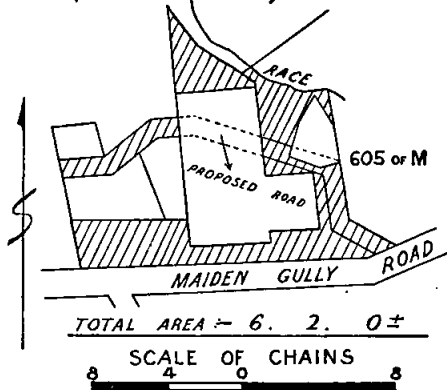 RACE
605 OF M
PROPOSED ROAD
MAIDEN GULLY ROAD
TOTAL AREA :- 6. 2. 0±
SCALE OF CHAINS
8 4 0 8